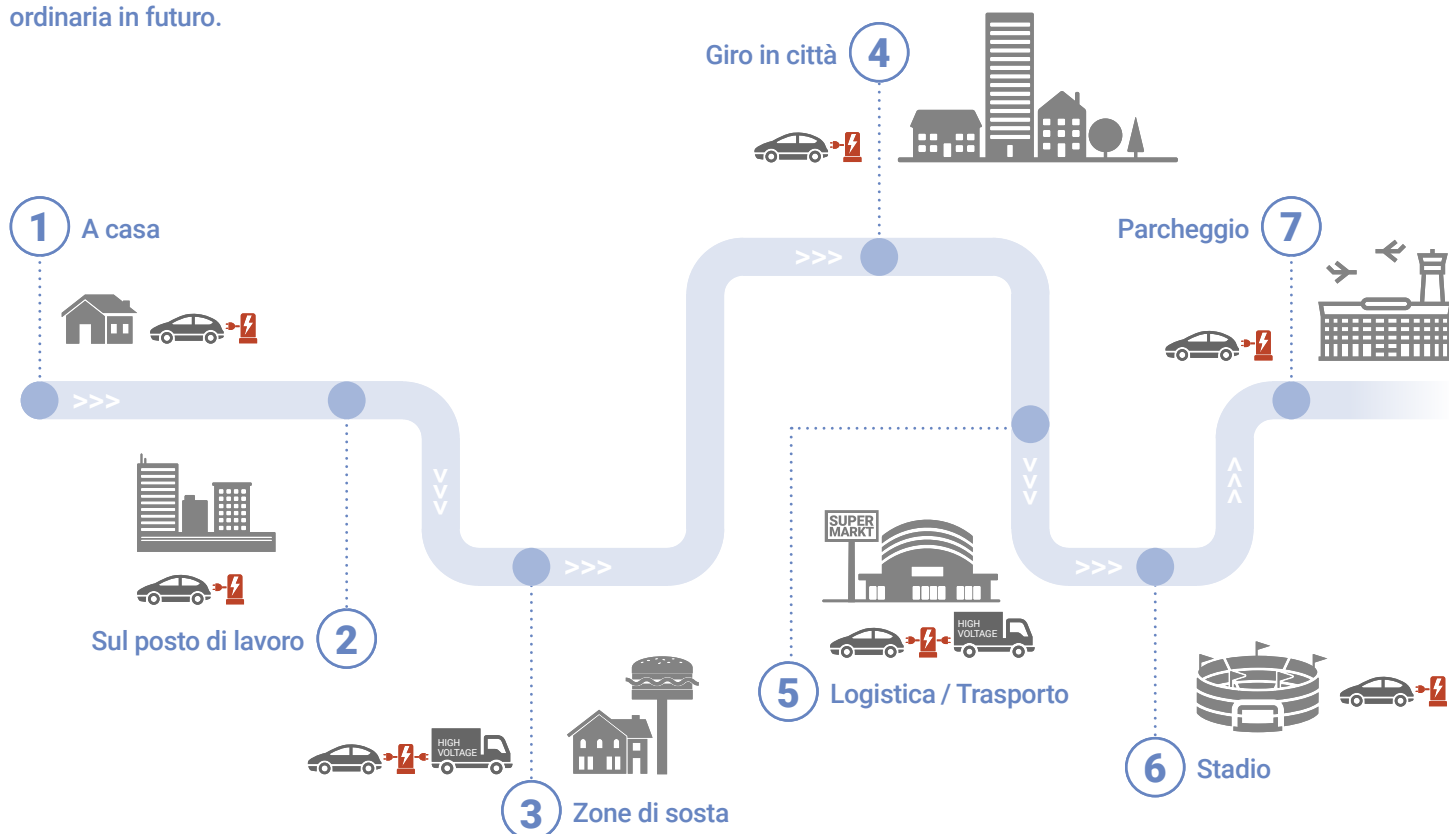 ordinaria in futuro.
4
Giro in città
1
A casa
7
Parcheggio
>>>
>>>
>>>
>>>
>>>
SUPER
MARKT
>>>
>>>
HIGH
VOLTAGE
2
Sul posto di lavoro
5
Logistica / Trasporto
HIGH
VOLTAGE
6
Stadio
3
Zone di sosta